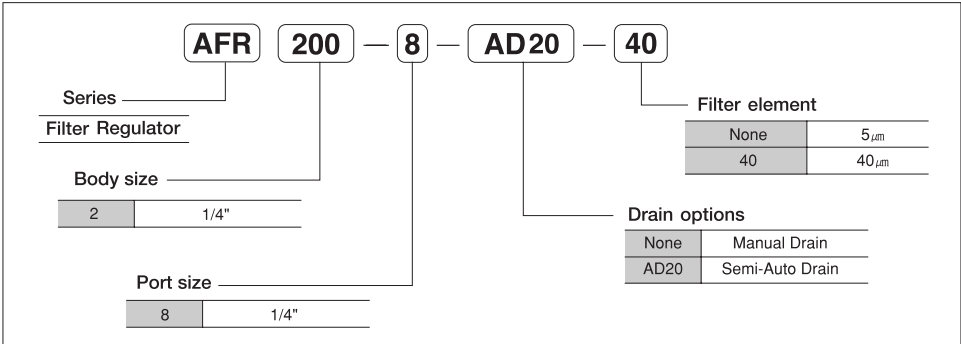 AFR 200 — 8 — AD20 — 40
Series
Filter Regulator
Body size
2 1/4"
Port size
8 1/4"
Filter element
None 5㎛
40 40㎛
Drain options
None Manual Drain
AD20 Semi-Auto Drain